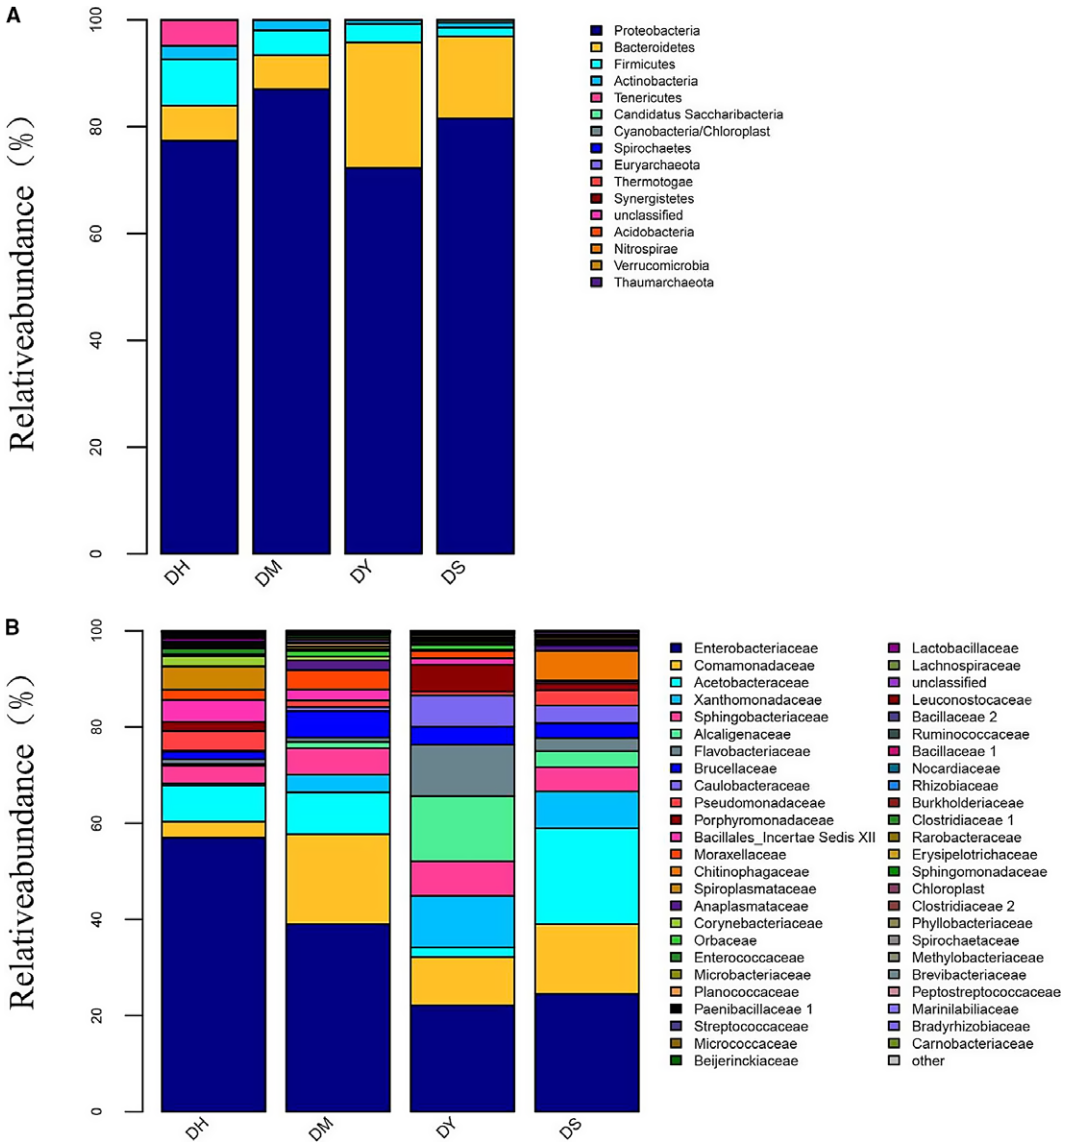 A
Relativeabundance (%)
100
80
60
40
20
0
DH
DM
DY
DS
Proteobacteria
Bacteroidetes
Firmicutes
Actinobacteria
Tenericutes
Candidatus Saccharibacteria
Cyanobacteria/Chloroplast
Spirochaetes
Euryarchaeota
Thermotogae
Synergistetes
unclassified
Acidobacteria
Nitrospirae
Verrucomicrobia
Thaumarchaeota
B
Relativeabundance (%)
100
80
60
40
20
0
DH
DM
DY
DS
Enterobacteriaceae
Comamonadaceae
Acetobacteraceae
Xanthomonadaceae
Sphingobacteriaceae
Alcaligenaceae
Flavobacteriaceae
Brucellaceae
Caulobacteraceae
Pseudomonadaceae
Porphyromonadaceae
Bacillales_Incertae Sedis XII
Moraxellaceae
Chitinophagaceae
Spiroplasmataceae
Anaplasmataceae
Corynebacteriaceae
Orbaceae
Enterococcaceae
Microbacteriaceae
Planococcaceae
Paenibacillaceae 1
Streptococcaceae
Micrococcaceae
Beijerinckiaceae
Lactobacillaceae
Lachnospiraceae
unclassified
Leuconostocaceae
Bacillaceae 2
Ruminococcaceae
Bacillaceae 1
Nocardiaceae
Rhizobiaceae
Burkholderiaceae
Clostridiaceae 1
Rarobacteraceae
Erysipelotrichaceae
Sphingomonadaceae
Chloroplast
Clostridiaceae 2
Phyllobacteriaceae
Spirochaetaceae
Methylobacteriaceae
Brevibacteriaceae
Peptostreptococcaceae
Marinilabiliaceae
Bradyrhizobiaceae
Carnobacteriaceae
other